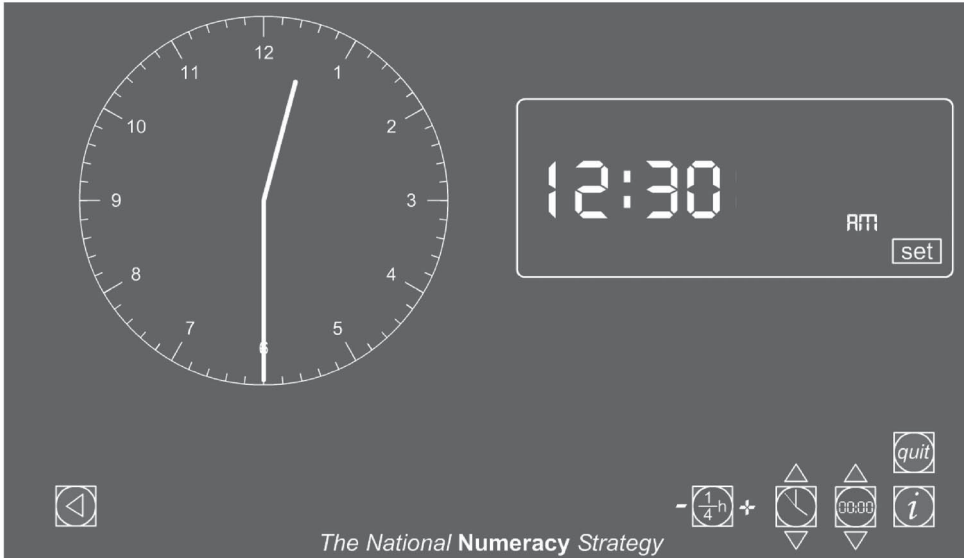 12
11
1
10
2
9
3
8
4
7
5
6
12:30
AM
set
quit
- 1/4 h +
00:00
i
The National Numeracy Strategy